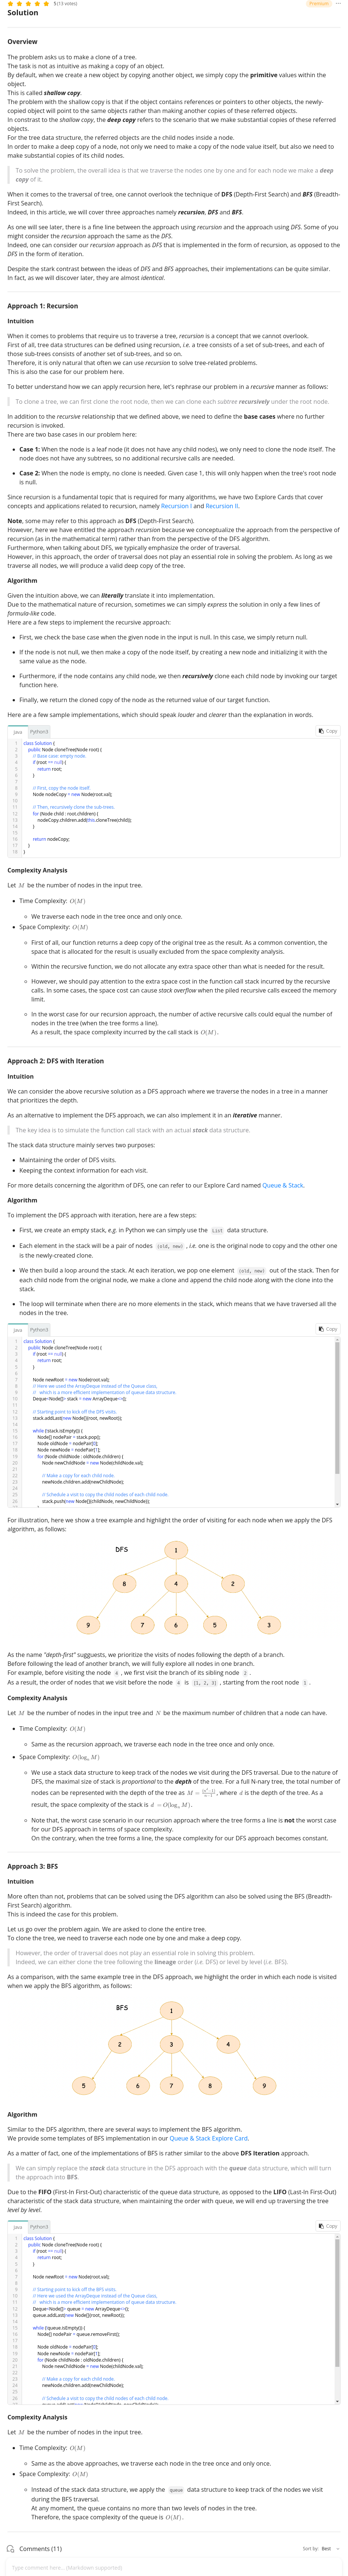 5 (13 votes)
Premium
Solution
Overview
The problem asks us to make a clone of a tree.
The task is not as intuitive as making a copy of an object.
By default, when we create a new object by copying another object, we simply copy the primitive values within the
object.
This is called shallow copy.
The problem with the shallow copy is that if the object contains references or pointers to other objects, the newly-
copied object will point to the same objects rather than making another copies of these referred objects.
In contrast to the shallow copy, the deep copy refers to the scenario that we make substantial copies of these referred
objects.
For the tree data structure, the referred objects are the child nodes inside a node.
In order to make a deep copy of a node, not only we need to make a copy of the node value itself, but also we need to
make substantial copies of its child nodes.
To solve the problem, the overall idea is that we traverse the nodes one by one and for each node we make a deep
copy of it.
When it comes to the traversal of tree, one cannot overlook the technique of DFS (Depth-First Search) and BFS (Breadth-
First Search).
Indeed, in this article, we will cover three approaches namely recursion, DFS and BFS.
As one will see later, there is a fine line between the approach using recursion and the approach using DFS. Some of you
might consider the recursion approach the same as the DFS.
Indeed, one can consider our recursion approach as DFS that is implemented in the form of recursion, as opposed to the
DFS in the form of iteration.
Despite the stark contrast between the ideas of DFS and BFS approaches, their implementations can be quite similar.
In fact, as we will discover later, they are almost identical.
Approach 1: Recursion
Intuition
When it comes to problems that require us to traverse a tree, recursion is a concept that we cannot overlook.
First of all, tree data structures can be defined using recursion, i.e. a tree consists of a set of sub-trees, and each of
those sub-trees consists of another set of sub-trees, and so on.
Therefore, it is only natural that we can use recursion to solve tree-related problems.
This is also the case for our problem here.
To better understand how we can apply recursion here, let's rephrase our problem in a recursive manner as follows:
To clone a tree, we can first clone the root node, then we can clone each subtree recursively under the root node.
In addition to the recursive relationship that we defined above, we need to define the base cases where no further
recursion is invoked.
There are two base cases in our problem here:
Case 1: When the node is a leaf node (it does not have any child nodes), we only need to clone the node itself. The
node does not have any subtrees, so no additional recursive calls are needed.
Case 2: When the node is empty, no clone is needed. Given case 1, this will only happen when the tree's root node
is null.
Since recursion is a fundamental topic that is required for many algorithms, we have two Explore Cards that cover
concepts and applications related to recursion, namely Recursion I and Recursion II.
Note, some may refer to this approach as DFS (Depth-First Search).
However, here we have entitled the approach as recursion because we conceptualize the approach from the perspective of
recursion (as in the mathematical term) rather than from the perspective of the DFS algorithm.
Furthermore, when talking about DFS, we typically emphasize the order of traversal.
However, in this approach, the order of traversal does not play an essential role in solving the problem. As long as we
traverse all nodes, we will produce a valid deep copy of the tree.
Algorithm
Given the intuition above, we can literally translate it into implementation.
Due to the mathematical nature of recursion, sometimes we can simply express the solution in only a few lines of
formula-like code.
Here are a few steps to implement the recursive approach:
First, we check the base case when the given node in the input is null. In this case, we simply return null.
If the node is not null, we then make a copy of the node itself, by creating a new node and initializing it with the
same value as the node.
Furthermore, if the node contains any child node, we then recursively clone each child node by invoking our target
function here.
Finally, we return the cloned copy of the node as the returned value of our target function.
Here are a few sample implementations, which should speak louder and clearer than the explanation in words.
Java Python3 Copy
1 class Solution {
2 public Node cloneTree(Node root) {
3 // Base case: empty node.
4 if (root == null) {
5 return root;
6 }
7
8 // First, copy the node itself.
9 Node nodeCopy = new Node(root.val);
10
11 // Then, recursively clone the sub-trees.
12 for (Node child : root.children) {
13 nodeCopy.children.add(this.cloneTree(child));
14 }
15
16 return nodeCopy;
17 }
18 }
Complexity Analysis
Let M be the number of nodes in the input tree.
Time Complexity: O(M)
We traverse each node in the tree once and only once.
Space Complexity: O(M)
First of all, our function returns a deep copy of the original tree as the result. As a common convention, the
space that is allocated for the result is usually excluded from the space complexity analysis.
Within the recursive function, we do not allocate any extra space other than what is needed for the result.
However, we should pay attention to the extra space cost in the function call stack incurred by the recursive
calls. In some cases, the space cost can cause stack overflow when the piled recursive calls exceed the memory
limit.
In the worst case for our recursion approach, the number of active recursive calls could equal the number of
nodes in the tree (when the tree forms a line).
As a result, the space complexity incurred by the call stack is O(M).
Approach 2: DFS with Iteration
Intuition
We can consider the above recursive solution as a DFS approach where we traverse the nodes in a tree in a manner
that prioritizes the depth.
As an alternative to implement the DFS approach, we can also implement it in an iterative manner.
The key idea is to simulate the function call stack with an actual stack data structure.
The stack data structure mainly serves two purposes:
Maintaining the order of DFS visits.
Keeping the context information for each visit.
For more details concerning the algorithm of DFS, one can refer to our Explore Card named Queue & Stack.
Algorithm
To implement the DFS approach with iteration, here are a few steps:
First, we create an empty stack, e.g. in Python we can simply use the List data structure.
Each element in the stack will be a pair of nodes (old, new), i.e. one is the original node to copy and the other one
is the newly-created clone.
We then build a loop around the stack. At each iteration, we pop one element (old, new) out of the stack. Then for
each child node from the original node, we make a clone and append the child nodes along with the clone into the
stack.
The loop will terminate when there are no more elements in the stack, which means that we have traversed all the
nodes in the tree.
Java Python3 Copy
1 class Solution {
2 public Node cloneTree(Node root) {
3 if (root == null) {
4 return root;
5 }
6
7 Node newRoot = new Node(root.val);
8 // Here we used the ArrayDeque instead of the Queue class,
9 // which is a more efficient implementation of queue data structure.
10 Deque<Node[]> stack = new ArrayDeque<>();
11
12 // Starting point to kick off the DFS visits.
13 stack.addLast(new Node[]{root, newRoot});
14
15 while (!stack.isEmpty()) {
16 Node[] nodePair = stack.pop();
17 Node oldNode = nodePair[0];
18 Node newNode = nodePair[1];
19 for (Node childNode : oldNode.children) {
20 Node newChildNode = new Node(childNode.val);
21
22 // Make a copy for each child node.
23 newNode.children.add(newChildNode);
24
25 // Schedule a visit to copy the child nodes of each child node.
26 stack.push(new Node[]{childNode, newChildNode});
For illustration, here we show a tree example and highlight the order of visiting for each node when we apply the DFS
algorithm, as follows:
DFS
1
8 4 2
9 7 6 5 3
As the name "depth-first" sugguests, we prioritize the visits of nodes following the depth of a branch.
Before following the lead of another branch, we will fully explore all nodes in one branch.
For example, before visiting the node 4, we first visit the branch of its sibling node 2.
As a result, the order of nodes that we visit before the node 4 is [1, 2, 3], starting from the root node 1.
Complexity Analysis
Let M be the number of nodes in the input tree and N be the maximum number of children that a node can have.
Time Complexity: O(M)
Same as the recursion approach, we traverse each node in the tree once and only once.
Space Complexity: O(log_n M)
We use a stack data structure to keep track of the nodes to visit during the DFS traversal. Due to the nature of
DFS, the maximal size of stack is proportional to the depth of the tree. For a full N-nary tree, the total number of
nodes can be represented with the depth of the tree as M = (n^d−1)/(n−1), where d is the depth of the tree. As a
result, the space complexity of the stack is d = O(log_n M).
Note that, the worst case scenario in our recursion approach where the tree forms a line is not the worst case
for our DFS approach in terms of space complexity.
On the contrary, when the tree forms a line, the space complexity for our DFS approach becomes constant.
Approach 3: BFS
Intuition
More often than not, problems that can be solved using the DFS algorithm can also be solved using the BFS (Breadth-
First Search) algorithm.
This is indeed the case for this problem.
Let us go over the problem again. We are asked to clone the entire tree.
To clone the tree, we need to traverse each node one by one and make a deep copy.
However, the order of traversal does not play an essential role in solving this problem.
Indeed, we can either clone the tree following the lineage order (i.e. DFS) or level by level (i.e. BFS).
As a comparison, with the same example tree in the DFS approach, we highlight the order in which each node is visited
when we apply the BFS algorithm, as follows:
BFS
1
2 3 4
5 6 7 8 9
Algorithm
Similar to the DFS algorithm, there are several ways to implement the BFS algorithm.
We provide some templates of BFS implementation in our Queue & Stack Explore Card.
As a matter of fact, one of the implementations of BFS is rather similar to the above DFS Iteration approach.
We can simply replace the stack data structure in the DFS approach with the queue data structure, which will turn
the approach into BFS.
Due to the FIFO (First-In First-Out) characteristic of the queue data structure, as opposed to the LIFO (Last-In First-Out)
characteristic of the stack data structure, when maintaining the order with queue, we will end up traversing the tree
level by level.
Java Python3 Copy
1 class Solution {
2 public Node cloneTree(Node root) {
3 if (root == null) {
4 return root;
5 }
6
7 Node newRoot = new Node(root.val);
8
9 // Starting point to kick off the BFS visits.
10 // Here we used the ArrayDeque instead of the Queue class,
11 // which is a more efficient implementation of queue data structure.
12 Deque<Node[]> queue = new ArrayDeque<>();
13 queue.addLast(new Node[]{root, newRoot});
14
15 while (!queue.isEmpty()) {
16 Node[] nodePair = queue.removeFirst();
17
18 Node oldNode = nodePair[0];
19 Node newNode = nodePair[1];
20 for (Node childNode : oldNode.children) {
21 Node newChildNode = new Node(childNode.val);
22
23 // Make a copy for each child node.
24 newNode.children.add(newChildNode);
25
26 // Schedule a visit to copy the child nodes of each child node.
Complexity Analysis
Let M be the number of nodes in the input tree.
Time Complexity: O(M)
Same as the above approaches, we traverse each node in the tree once and only once.
Space Complexity: O(M)
Instead of the stack data structure, we apply the queue data structure to keep track of the nodes we visit
during the BFS traversal.
At any moment, the queue contains no more than two levels of nodes in the tree.
Therefore, the space complexity of the queue is O(M).
Comments (11)
Sort by: Best
Type comment here... (Markdown supported)